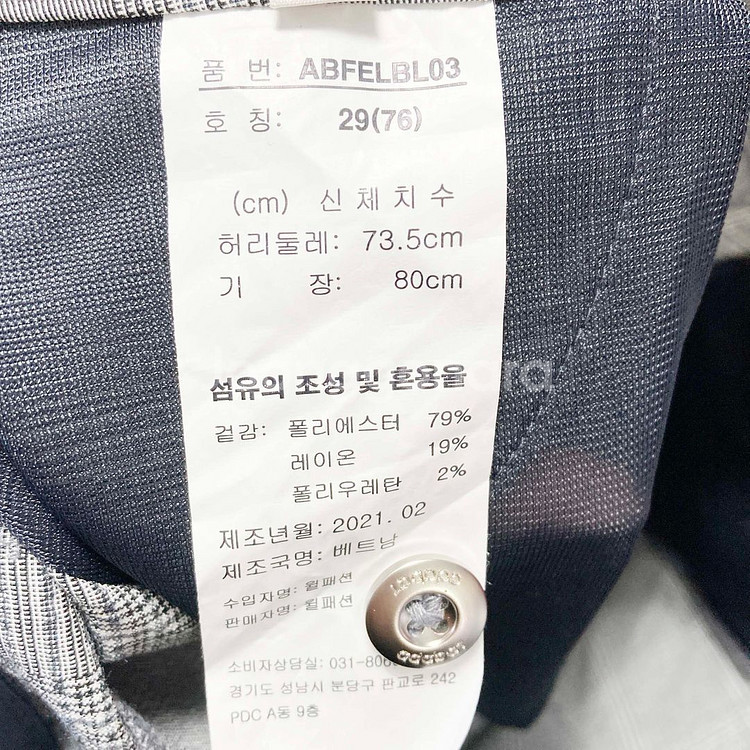 품 번: ABFELBL03
호 칭: 29(76)
(cm) 신 체 치 수
허리둘레: 73.5cm
기 장: 80cm
섬유의 조성 및 혼용율
겉감: 폴리에스터 79%
레이온 19%
폴리우레탄 2%
제조년월: 2021. 02
제조국명: 베트남
수입자명: 월패션
판매자명: 월패션
소비자상담실: 031-
경기도 성남시 분당구 판교로 242
PDC A동 9층